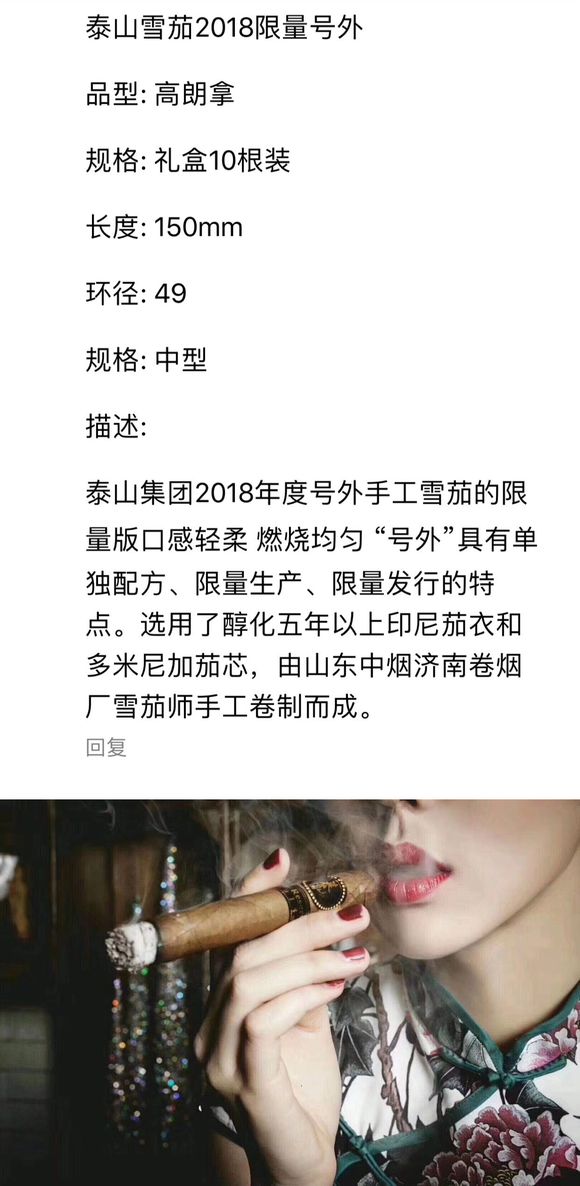 泰山雪茄2018限量号外
品型: 高朗拿
规格: 礼盒10根装
长度: 150mm
环径: 49
规格: 中型
描述:
泰山集团2018年度号外手工雪茄的限
量版口感轻柔 燃烧均匀 “号外”具有单
独配方、限量生产、限量发行的特
点。选用了醇化五年以上印尼茄衣和
多米尼加茄芯，由山东中烟济南卷烟
厂雪茄师手工卷制而成。
回复